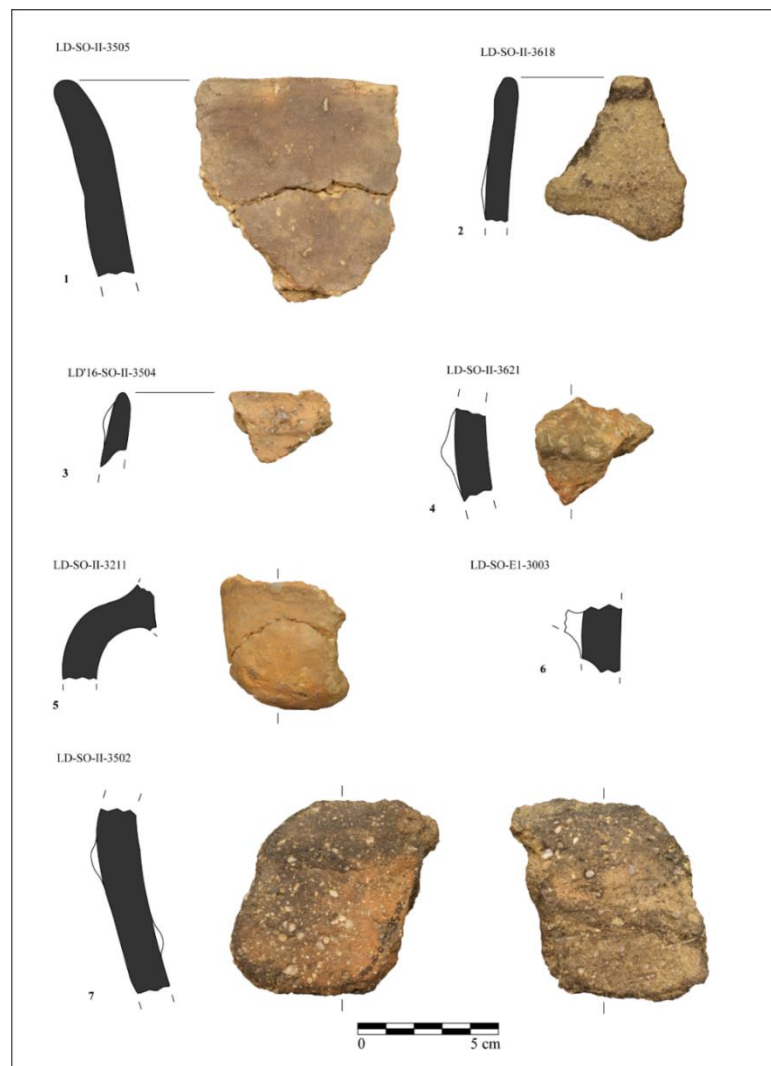 LD-SO-II-3505
LD-SO-II-3618
1
2
LD'16-SO-II-3504
LD-SO-II-3621
3
4
LD-SO-II-3211
LD-SO-E1-3003
5
6
LD-SO-II-3502
7
0
5 cm